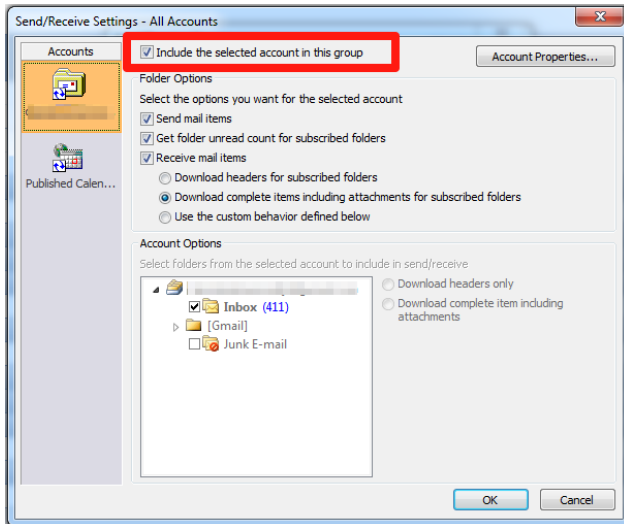 Send/Receive Settings - All Accounts
Accounts
Include the selected account in this group
Account Properties...
Folder Options
Select the options you want for the selected account
Send mail items
Get folder unread count for subscribed folders
Receive mail items
Published Calen...
Download headers for subscribed folders
Download complete items including attachments for subscribed folders
Use the custom behavior defined below
Account Options
Select folders from the selected account to include in send/receive
Inbox (411)
[Gmail]
Junk E-mail
Download headers only
Download complete item including
attachments
OK
Cancel